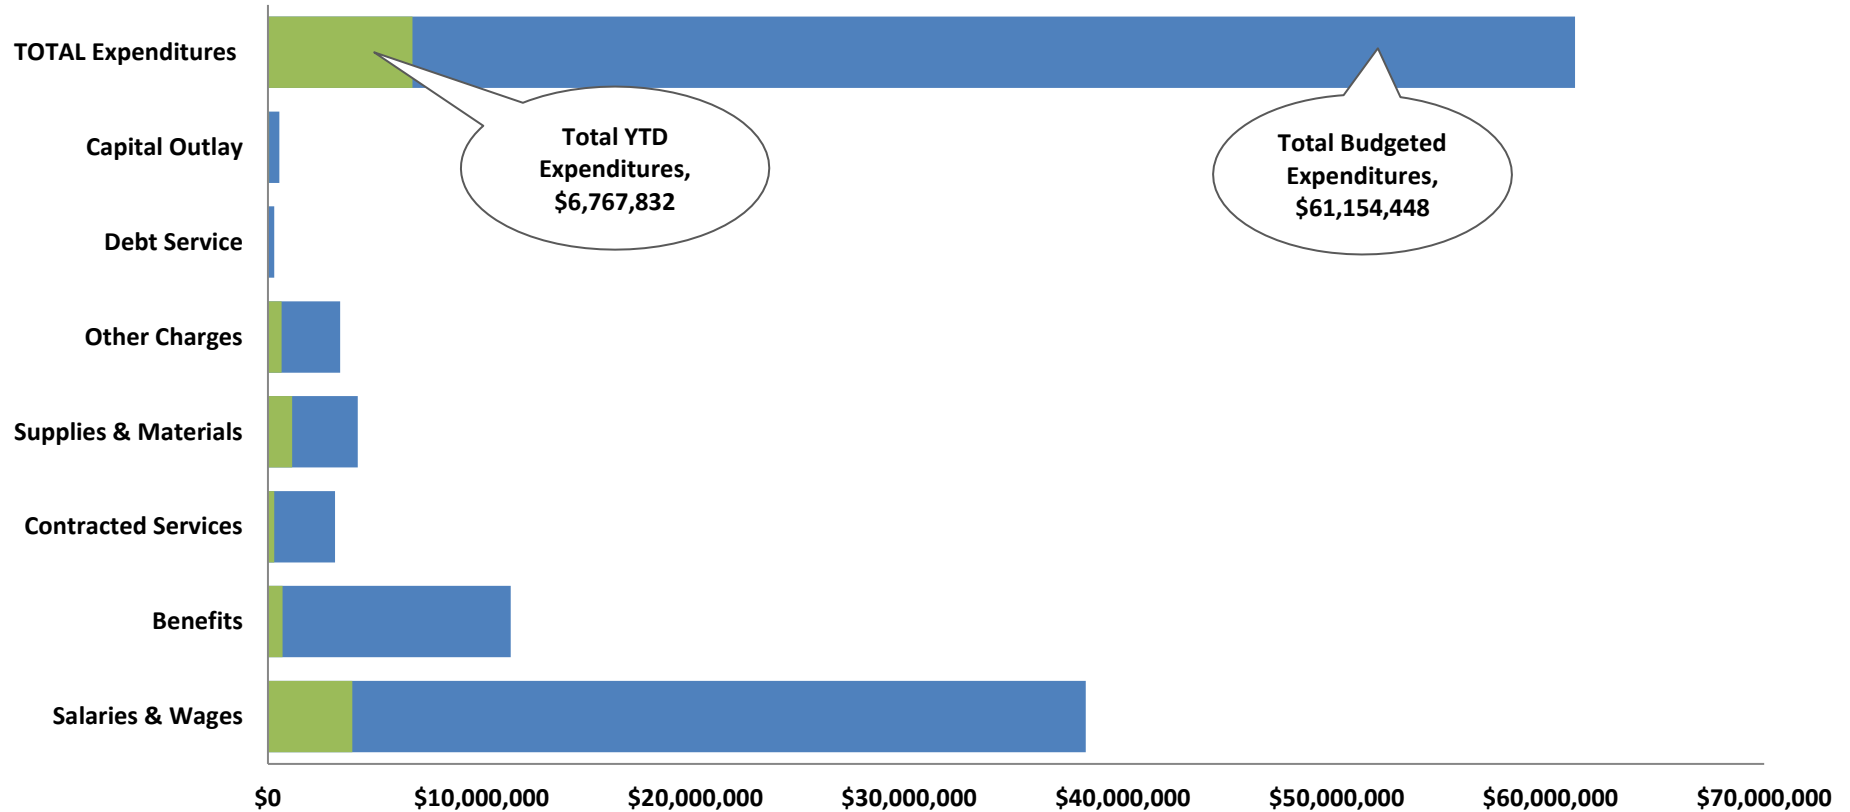 TOTAL Expenditures
Capital Outlay
Debt Service
Other Charges
Supplies & Materials
Contracted Services
Benefits
Salaries & Wages
Total YTD
Expenditures,
$6,767,832
Total Budgeted
Expenditures,
$61,154,448
$0 $10,000,000 $20,000,000 $30,000,000 $40,000,000 $50,000,000 $60,000,000 $70,000,000